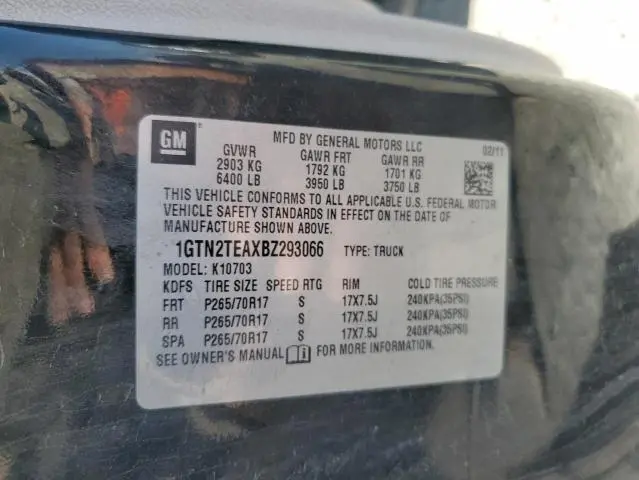 GM
MFD BY GENERAL MOTORS LLC 02/11
GVWR GAWR FRT GAWR RR
2903 KG 1792 KG 1701 KG
6400 LB 3950 LB 3750 LB
THIS VEHICLE CONFORMS TO ALL APPLICABLE U.S. FEDERAL MOTOR
VEHICLE SAFETY STANDARDS IN EFFECT ON THE DATE OF
MANUFACTURE SHOWN ABOVE.
1GTN2TEAXBZ293066 TYPE: TRUCK
MODEL: K10703
KDFS TIRE SIZE SPEED RTG RIM COLD TIRE PRESSURE
FRT P265/70R17 S 17X7.5J 240KPA(35PSI)
RR P265/70R17 S 17X7.5J 240KPA(35PSI)
SPA P265/70R17 S 17X7.5J 240KPA(35PSI)
SEE OWNER'S MANUAL FOR MORE INFORMATION.